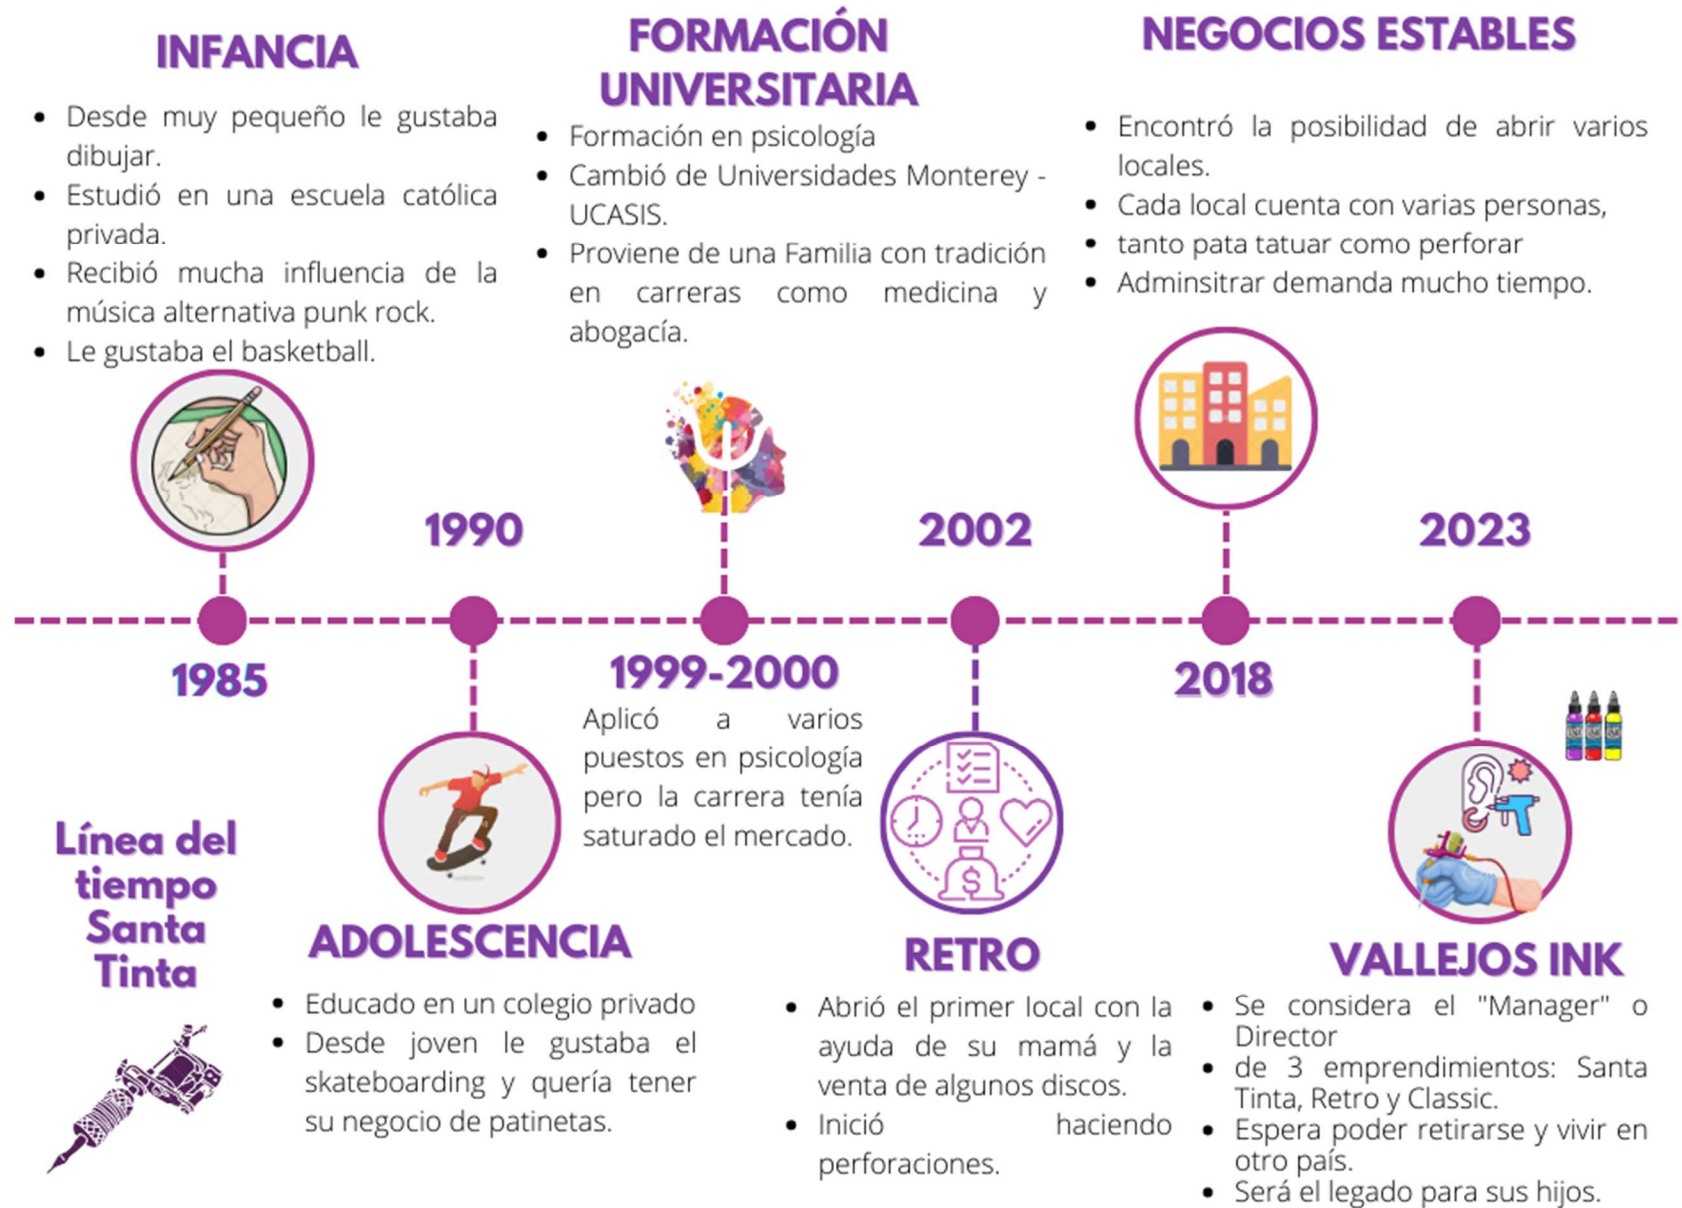 INFANCIA
• Desde muy pequeño le gustaba
dibujar.
• Estudió en una escuela católica
privada.
• Recibió mucha influencia de la
música alternativa punk rock.
• Le gustaba el basketball.
1985
1990
ADOLESCENCIA
• Educado en un colegio privado
• Desde joven le gustaba el
skateboarding y quería tener
su negocio de patinetas.
FORMACIÓN
UNIVERSITARIA
• Formación en psicología
• Cambió de Universidades Monterey -
UCASIS.
• Proviene de una Familia con tradición
en carreras como medicina y
abogacía.
1999-2000
Aplicó a varios
puestos en psicología
pero la carrera tenía
saturado el mercado.
2002
RETRO
• Abrió el primer local con la
ayuda de su mamá y la
venta de algunos discos.
• Inició haciendo
perforaciones.
NEGOCIOS ESTABLES
• Encontró la posibilidad de abrir varios
locales.
• Cada local cuenta con varias personas,
• tanto pata tatuar como perforar
• Adminsitrar demanda mucho tiempo.
2018
2023
VALLEJOS INK
• Se considera el "Manager" o
Director
• de 3 emprendimientos: Santa
Tinta, Retro y Classic.
• Espera poder retirarse y vivir en
otro país.
• Será el legado para sus hijos.
Línea del
tiempo
Santa
Tinta